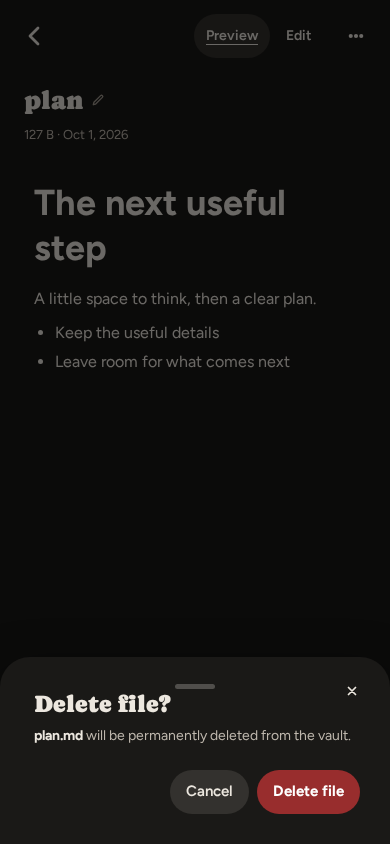 Preview Edit
plan
127 B · Oct 1, 2026
The next useful
step
A little space to think, then a clear plan.
• Keep the useful details
• Leave room for what comes next
Delete file?
plan.md will be permanently deleted from the vault.
Cancel Delete file